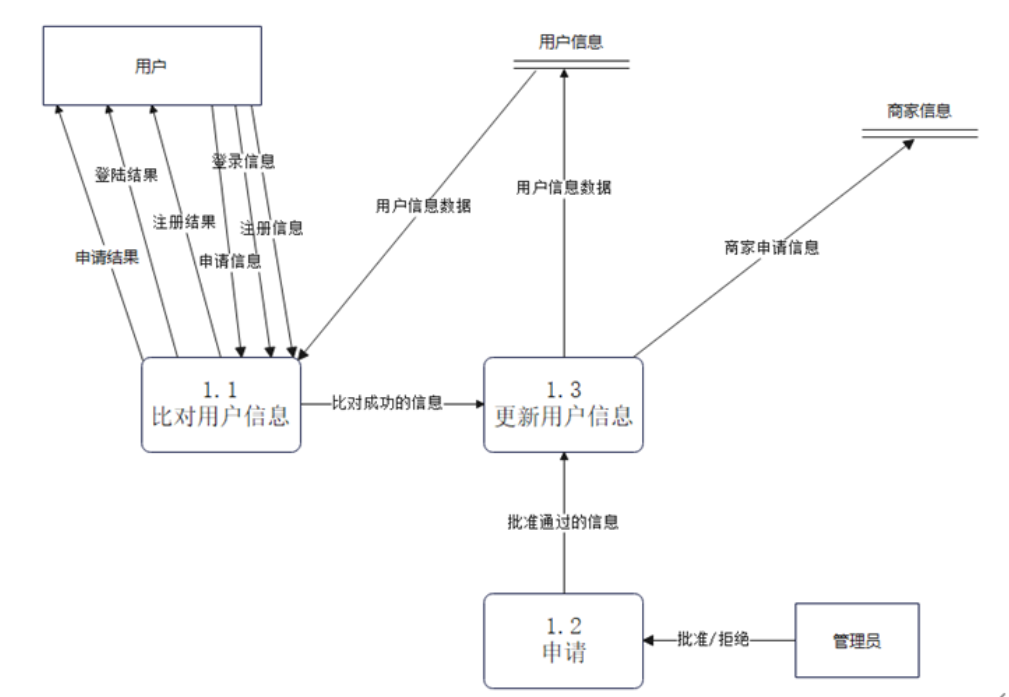 用户信息
用户
商家信息
登录信息
登陆结果
用户信息数据
用户信息数据
注册结果
注册信息
商家申请信息
申请结果
申请信息
1.1
比对用户信息
比对成功的信息
1.3
更新用户信息
批准通过的信息
1.2
申请
批准/拒绝
管理员